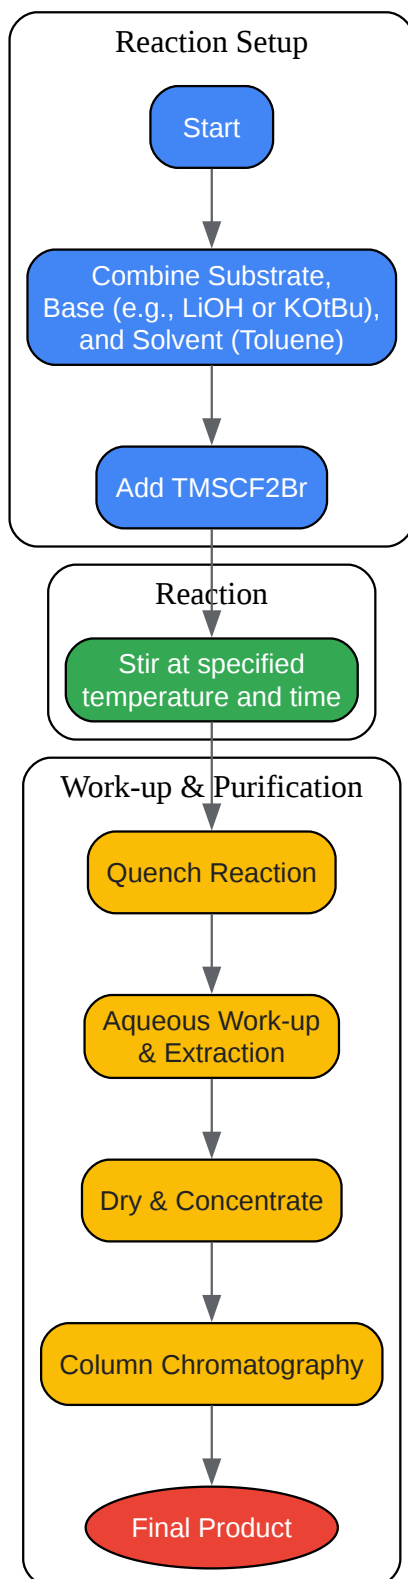 Reaction Setup
Start
Combine Substrate,
Base (e.g., LiOH or KOtBu),
and Solvent (Toluene)
Add TMSCF2Br
Reaction
Stir at specified
temperature and time
Work-up & Purification
Quench Reaction
Aqueous Work-up
& Extraction
Dry & Concentrate
Column Chromatography
Final Product